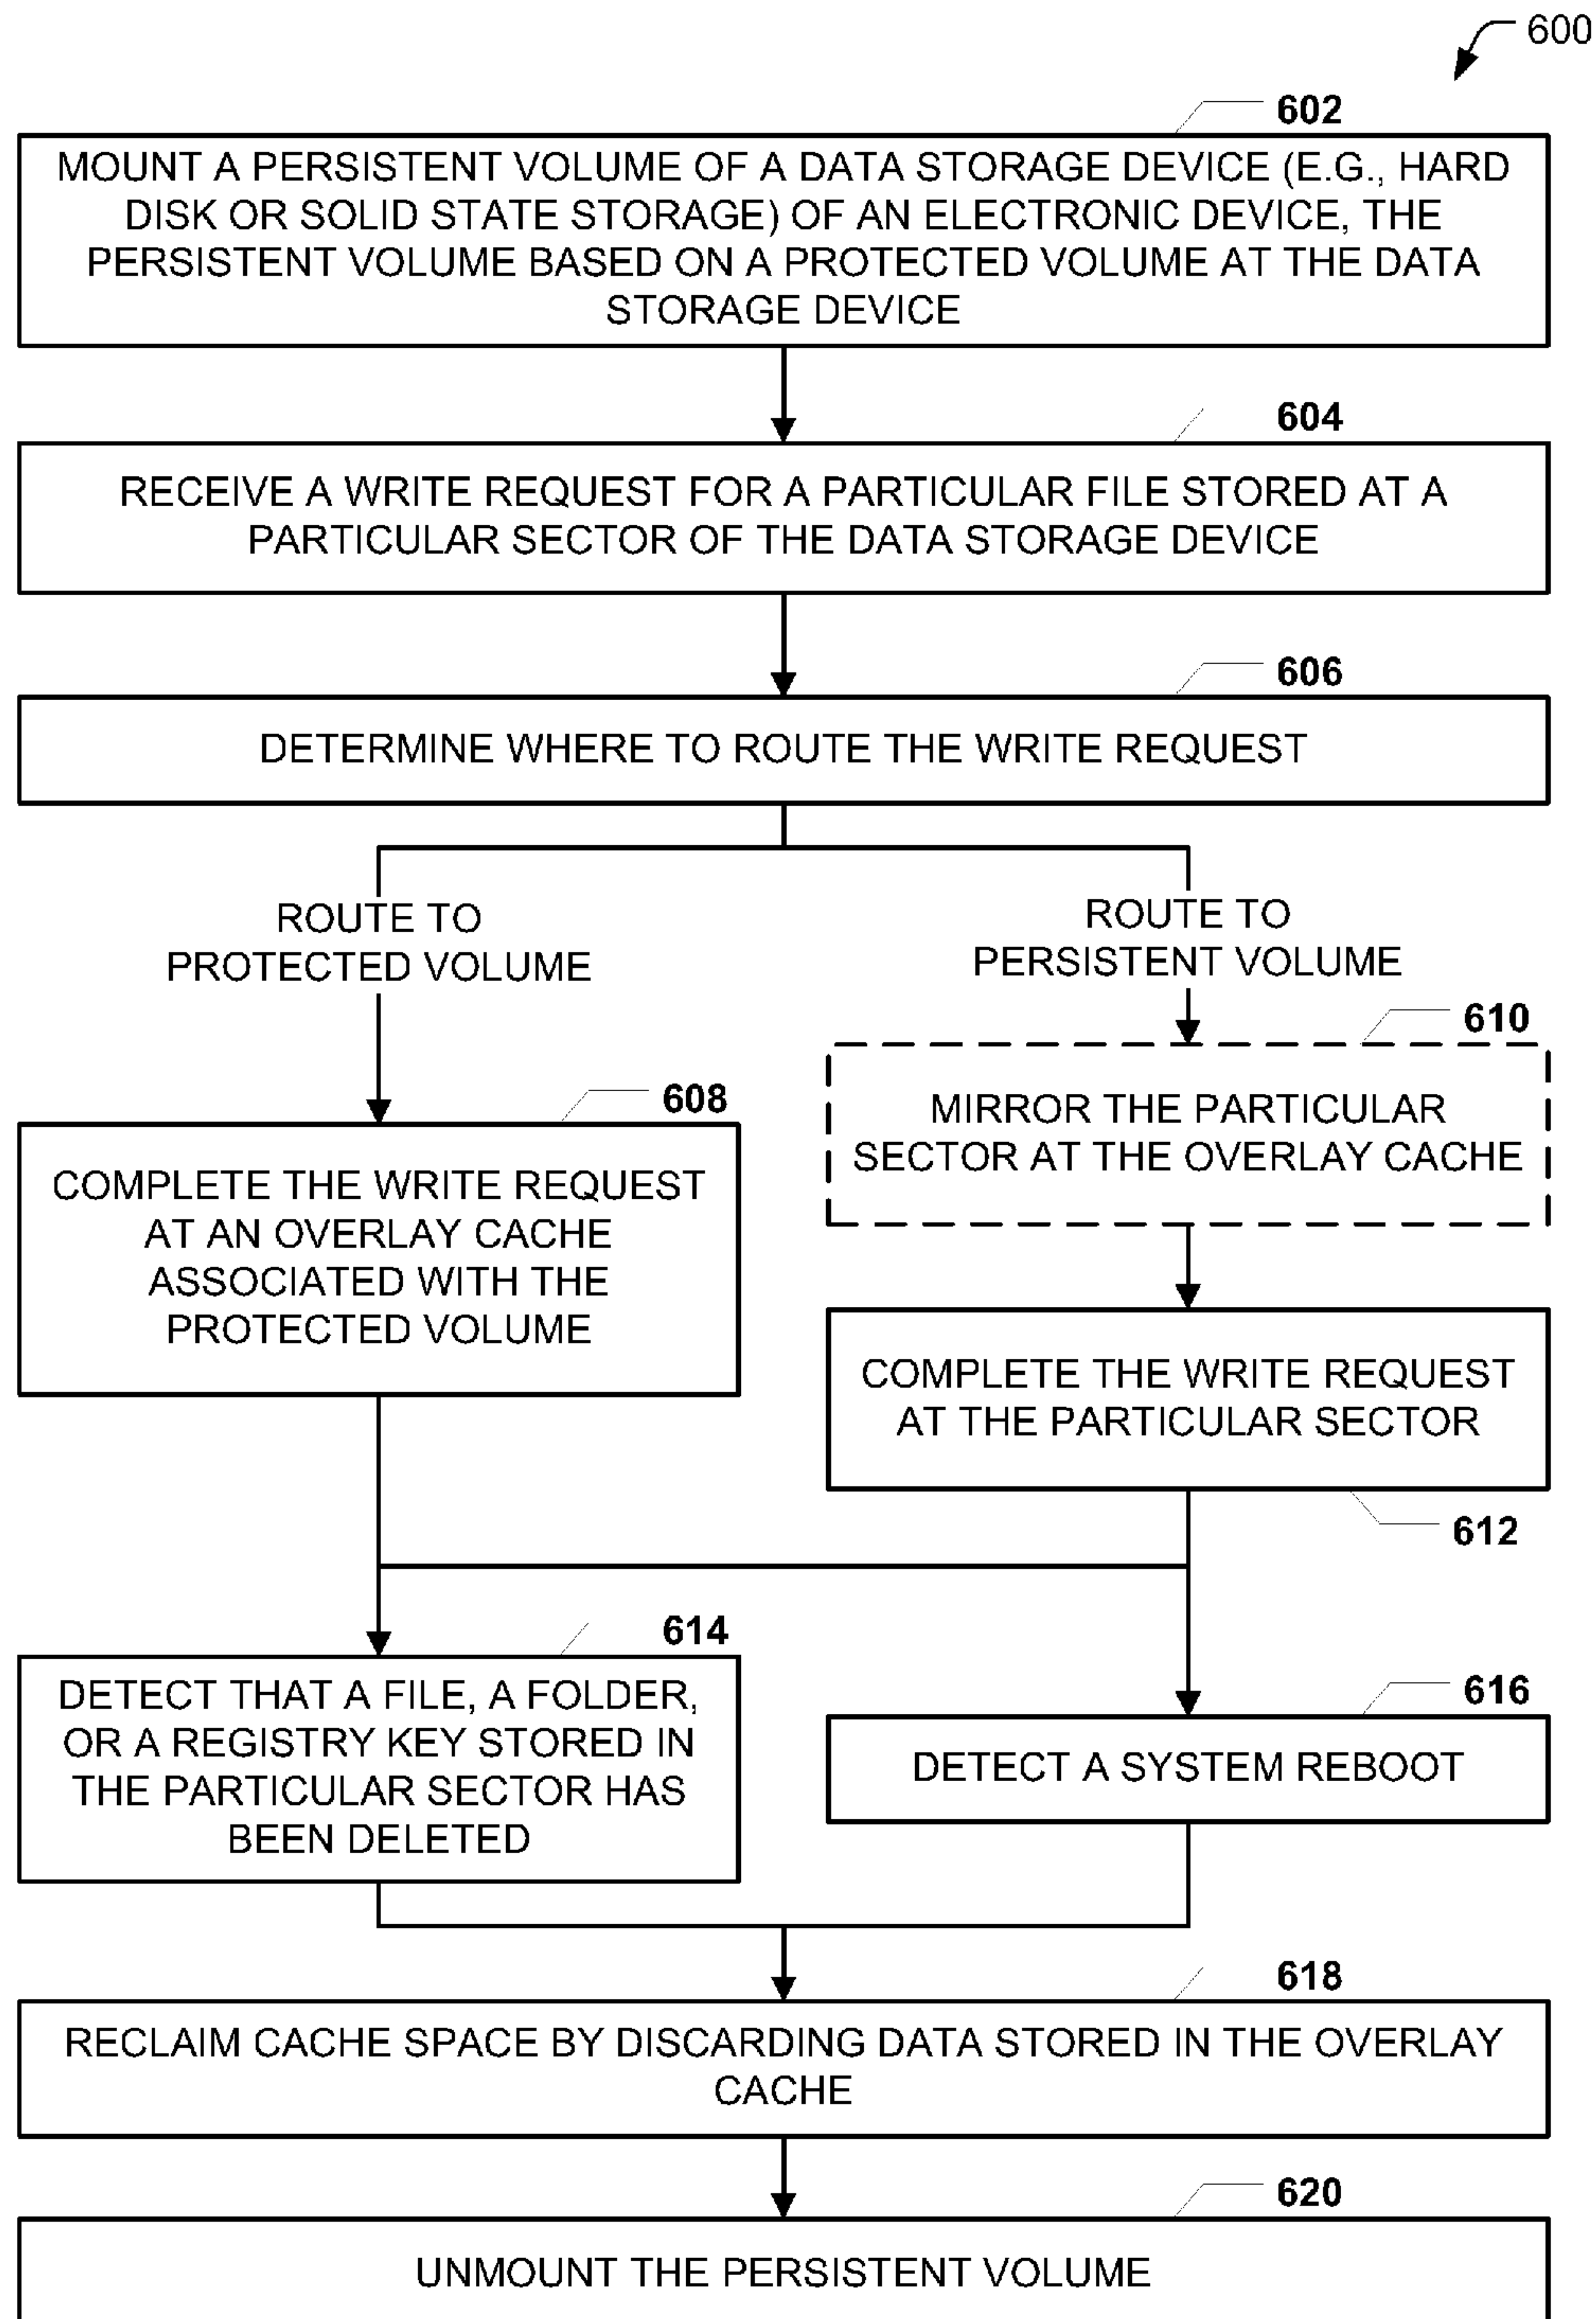 600
602
MOUNT A PERSISTENT VOLUME OF A DATA STORAGE DEVICE (E.G., HARD
DISK OR SOLID STATE STORAGE) OF AN ELECTRONIC DEVICE, THE
PERSISTENT VOLUME BASED ON A PROTECTED VOLUME AT THE DATA
STORAGE DEVICE
604
RECEIVE A WRITE REQUEST FOR A PARTICULAR FILE STORED AT A
PARTICULAR SECTOR OF THE DATA STORAGE DEVICE
606
DETERMINE WHERE TO ROUTE THE WRITE REQUEST
ROUTE TO
PROTECTED VOLUME
ROUTE TO
PERSISTENT VOLUME
608
COMPLETE THE WRITE REQUEST
AT AN OVERLAY CACHE
ASSOCIATED WITH THE
PROTECTED VOLUME
610
MIRROR THE PARTICULAR
SECTOR AT THE OVERLAY CACHE
COMPLETE THE WRITE REQUEST
AT THE PARTICULAR SECTOR
612
614
DETECT THAT A FILE, A FOLDER,
OR A REGISTRY KEY STORED IN
THE PARTICULAR SECTOR HAS
BEEN DELETED
616
DETECT A SYSTEM REBOOT
618
RECLAIM CACHE SPACE BY DISCARDING DATA STORED IN THE OVERLAY
CACHE
620
UNMOUNT THE PERSISTENT VOLUME